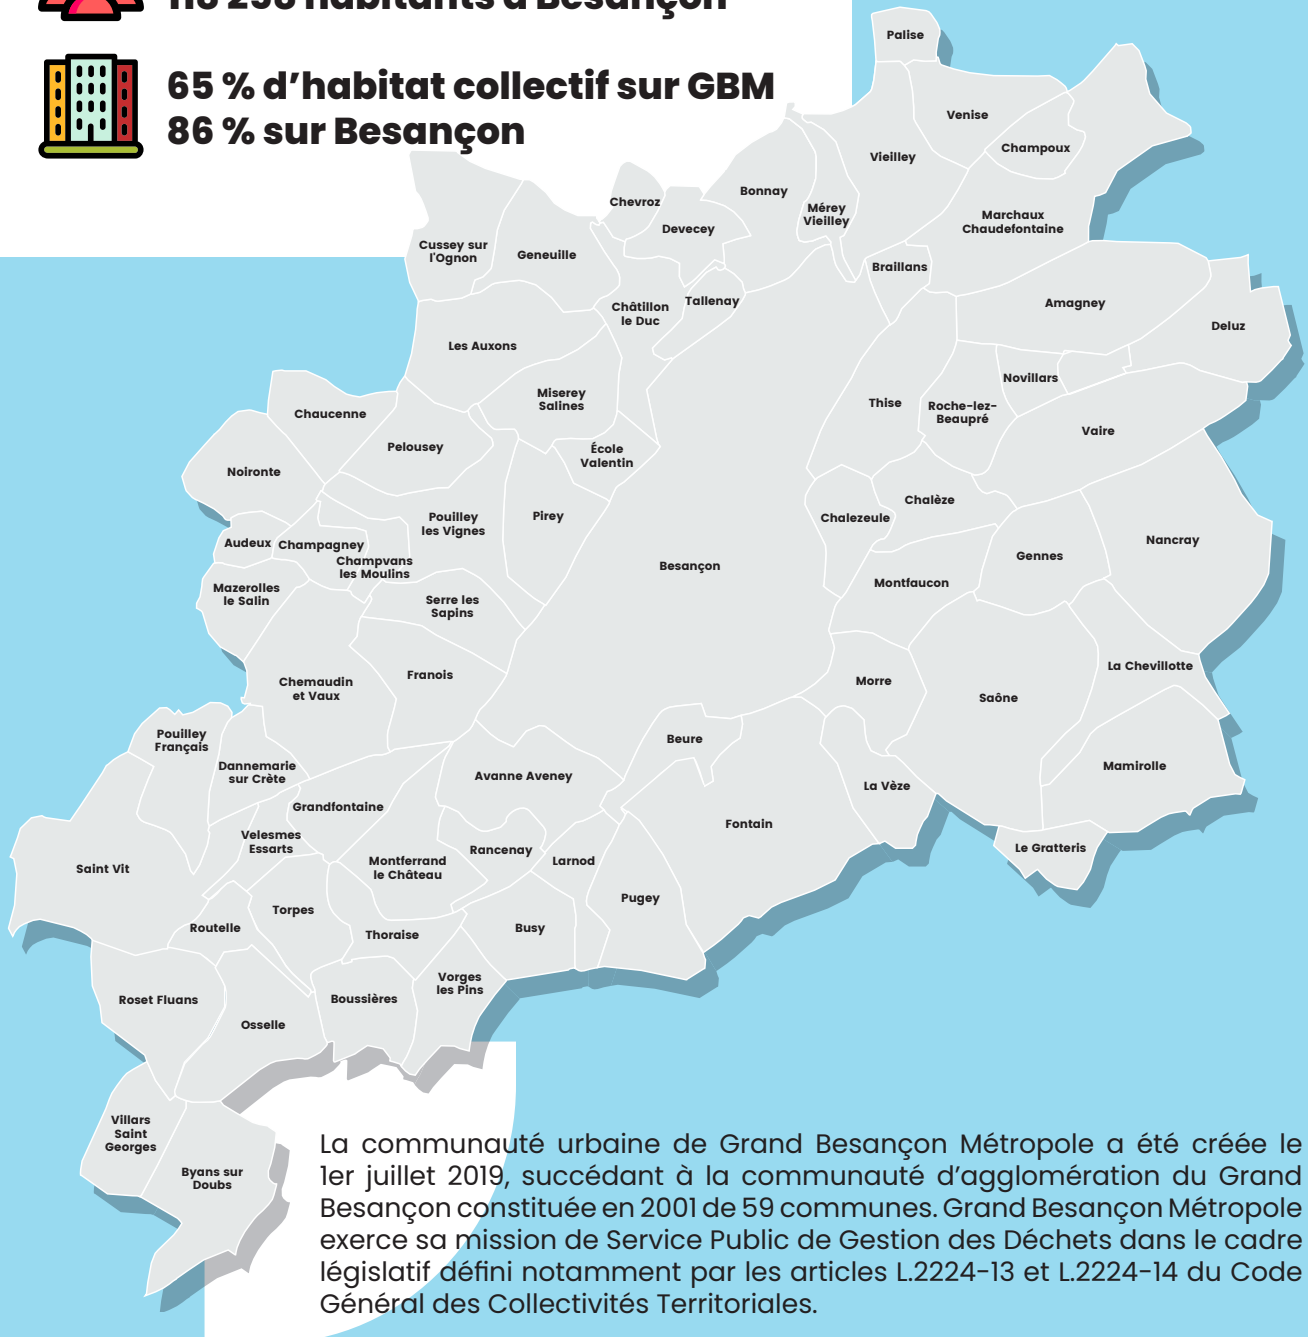 118 258 habitants à Besançon
65 % d’habitat collectif sur GBM
86 % sur Besançon
Palise
Venise
Champoux
Vieilley
Bonnay
Chevroz
Mérey
Vieilley
Marchaux
Chaudefontaine
Devecey
Cussey sur
l'Ognon
Geneuille
Braillans
Châtillon
le Duc
Tallenay
Amagney
Deluz
Les Auxons
Novillars
Miserey
Salines
Thise
Roche-lez-
Beaupré
Chaucenne
Vaire
Pelousey
École
Valentin
Noironte
Chalèze
Pouilley
les Vignes
Pirey
Chalezeule
Nancray
Audeux
Champagney
Champvans
les Moulins
Besançon
Gennes
Montfaucon
Mazerolles
le Salin
Serre les
Sapins
La Chevillotte
Franois
Chemaudin
et Vaux
Morre
Saône
Pouilley
Français
Beure
Dannemarie
sur Crète
Avanne Aveney
Mamirolle
La Vèze
Grandfontaine
Fontain
Velesmes
Essarts
Rancenay
Le Gratteris
Saint Vit
Montferrand
le Château
Larnod
Pugey
Torpes
Routelle
Thoraise
Busy
Vorges
les Pins
Roset Fluans
Boussières
Osselle
Villars
Saint
Georges
Byans sur
Doubs
La communauté urbaine de Grand Besançon Métropole a été créée le
1er juillet 2019, succédant à la communauté d’agglomération du Grand
Besançon constituée en 2001 de 59 communes. Grand Besançon Métropole
exerce sa mission de Service Public de Gestion des Déchets dans le cadre
législatif défini notamment par les articles L.2224-13 et L.2224-14 du Code
Général des Collectivités Territoriales.